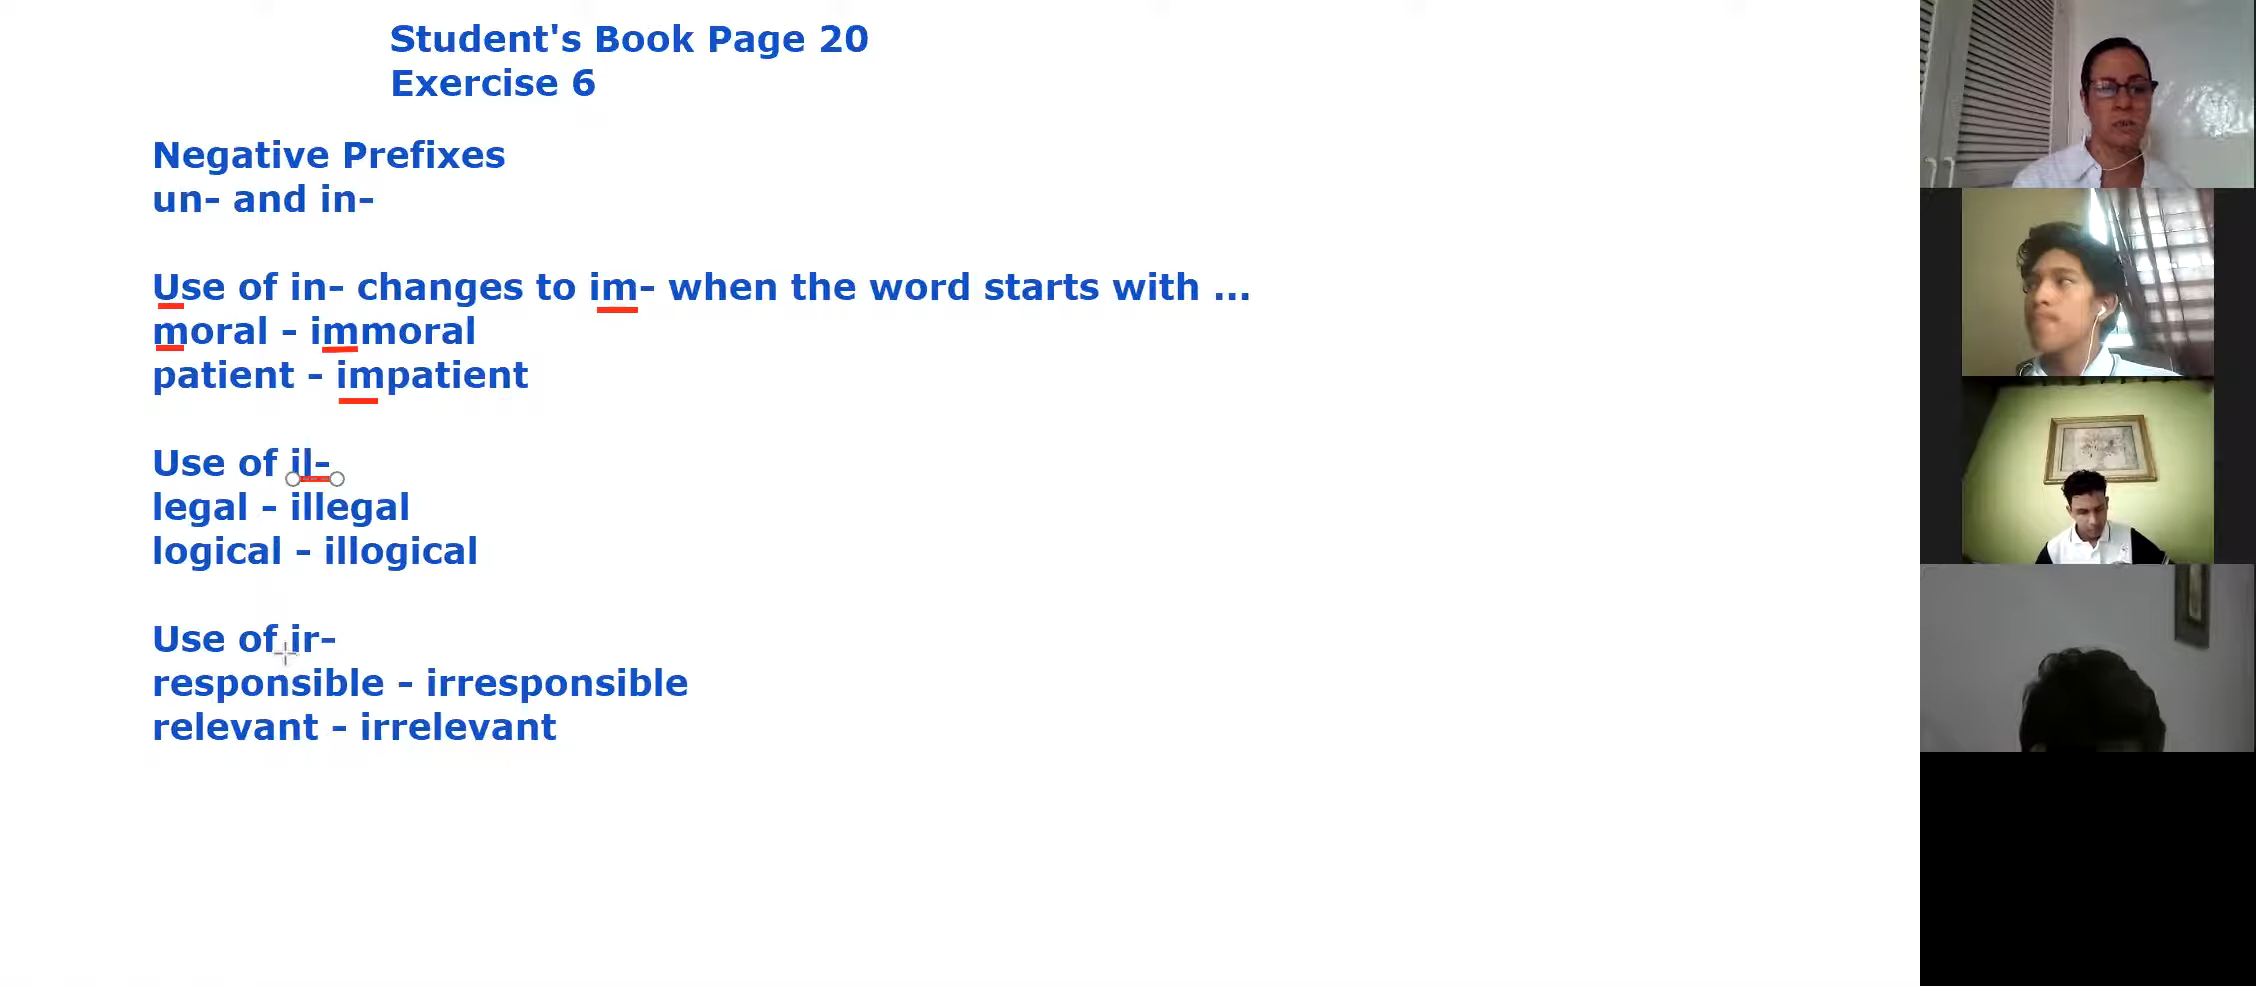 Student's Book Page 20
Exercise 6
Negative Prefixes
un- and in-
Use of in- changes to im- when the word starts with ...
moral - immoral
patient - impatient
Use of il-
legal - illegal
logical - illogical
Use of ir-
responsible - irresponsible
relevant - irrelevant